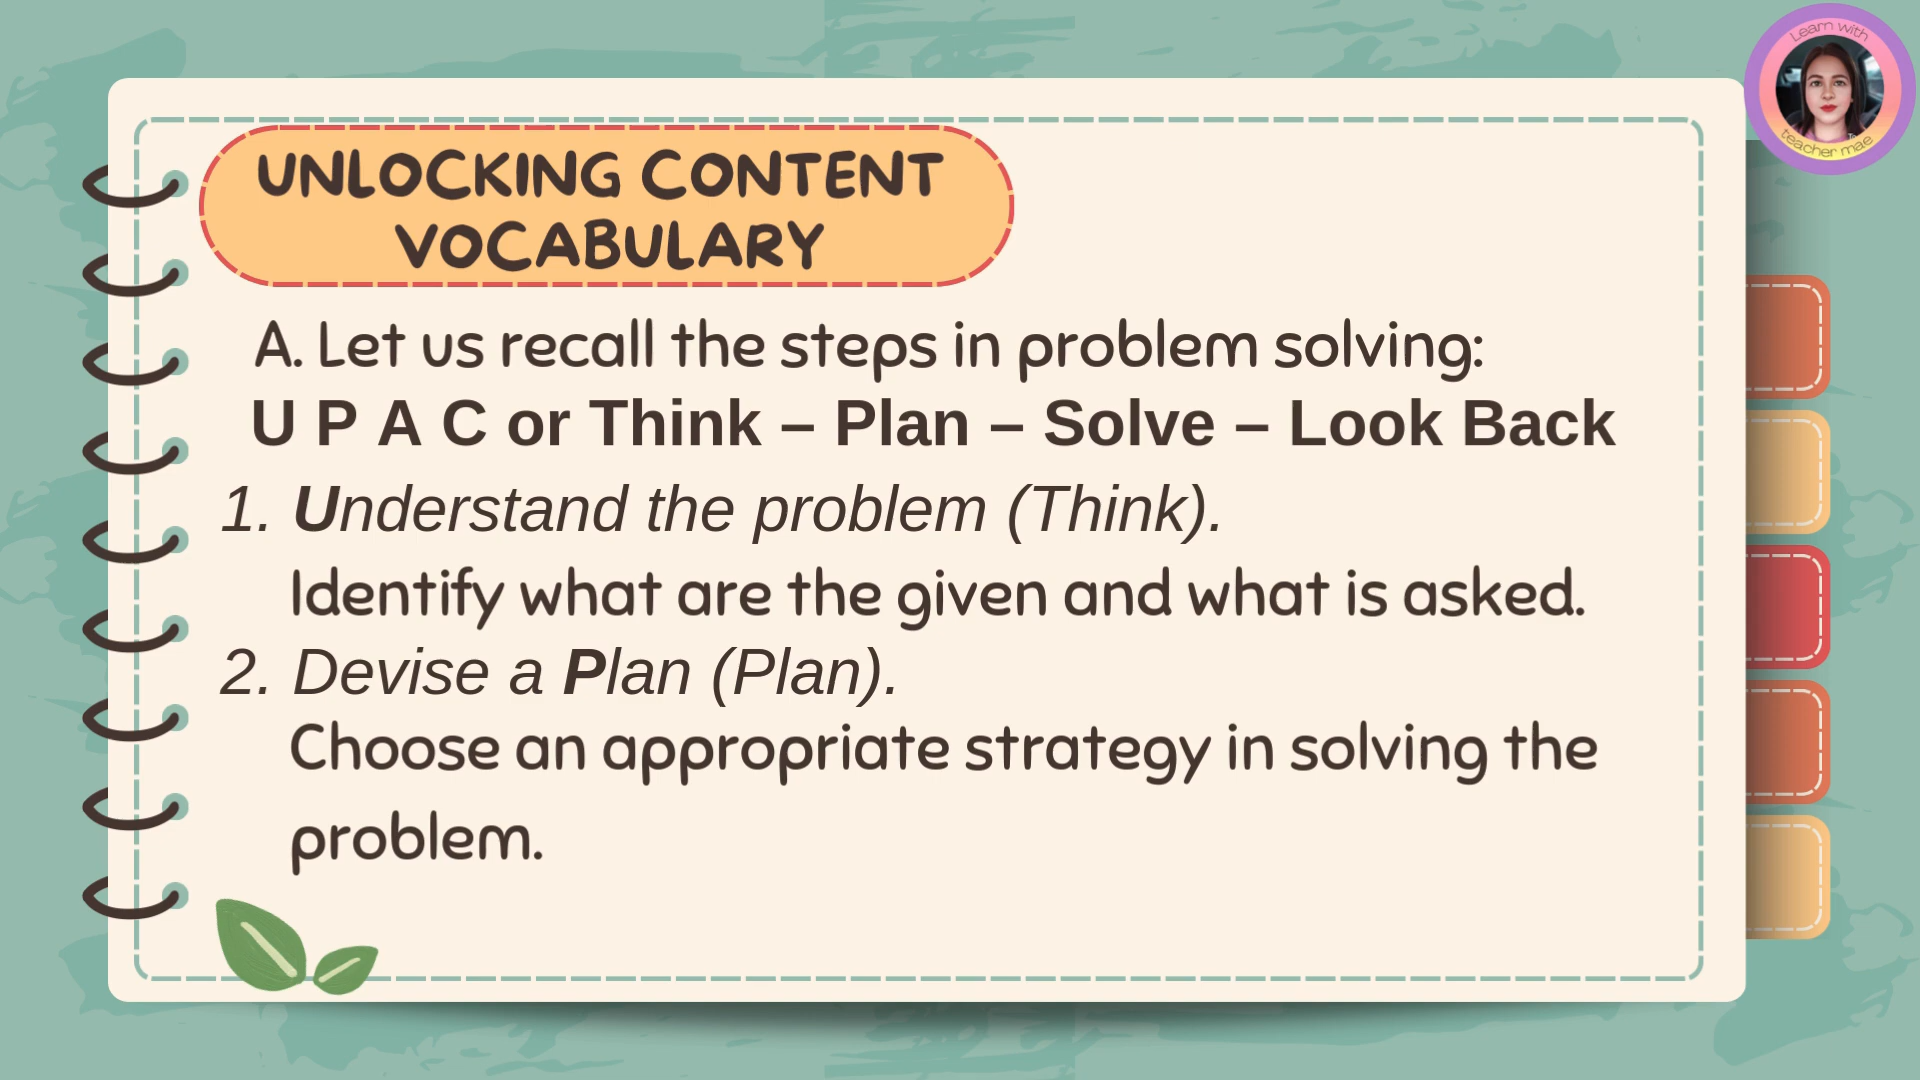 Learn with
teacher mae
UNLOCKING CONTENT
VOCABULARY
A. Let us recall the steps in problem solving:
U P A C or Think – Plan – Solve – Look Back
1. Understand the problem (Think).
Identify what are the given and what is asked.
2. Devise a Plan (Plan).
Choose an appropriate strategy in solving the
problem.